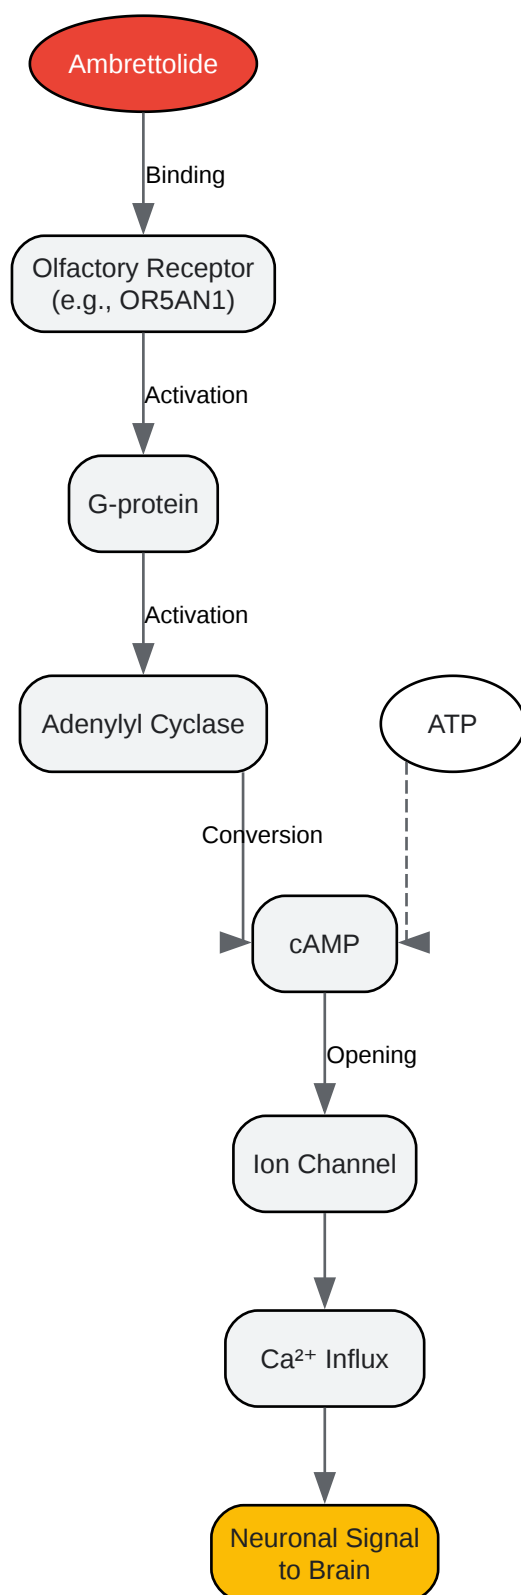 Ambrettolide
Binding
Olfactory Receptor
(e.g., OR5AN1)
Activation
G-protein
Activation
Adenylyl Cyclase
ATP
Conversion
cAMP
Opening
Ion Channel
Ca²⁺ Influx
Neuronal Signal
to Brain